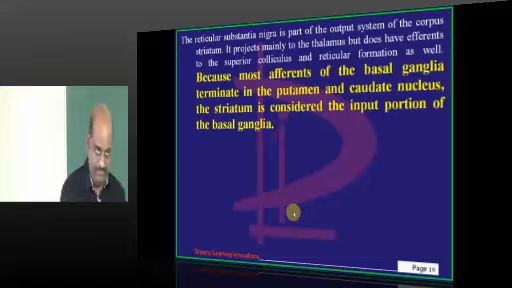 The reticular substantia nigra is part of the output system of the corpus
striatum. It projects mainly to the thalamus but does have efferents
to the superior colliculus and reticular formation as well.
Because most afferents of the basal ganglia
terminate in the putamen and caudate nucleus,
the striatum is considered the input portion of
the basal ganglia.
Page 10